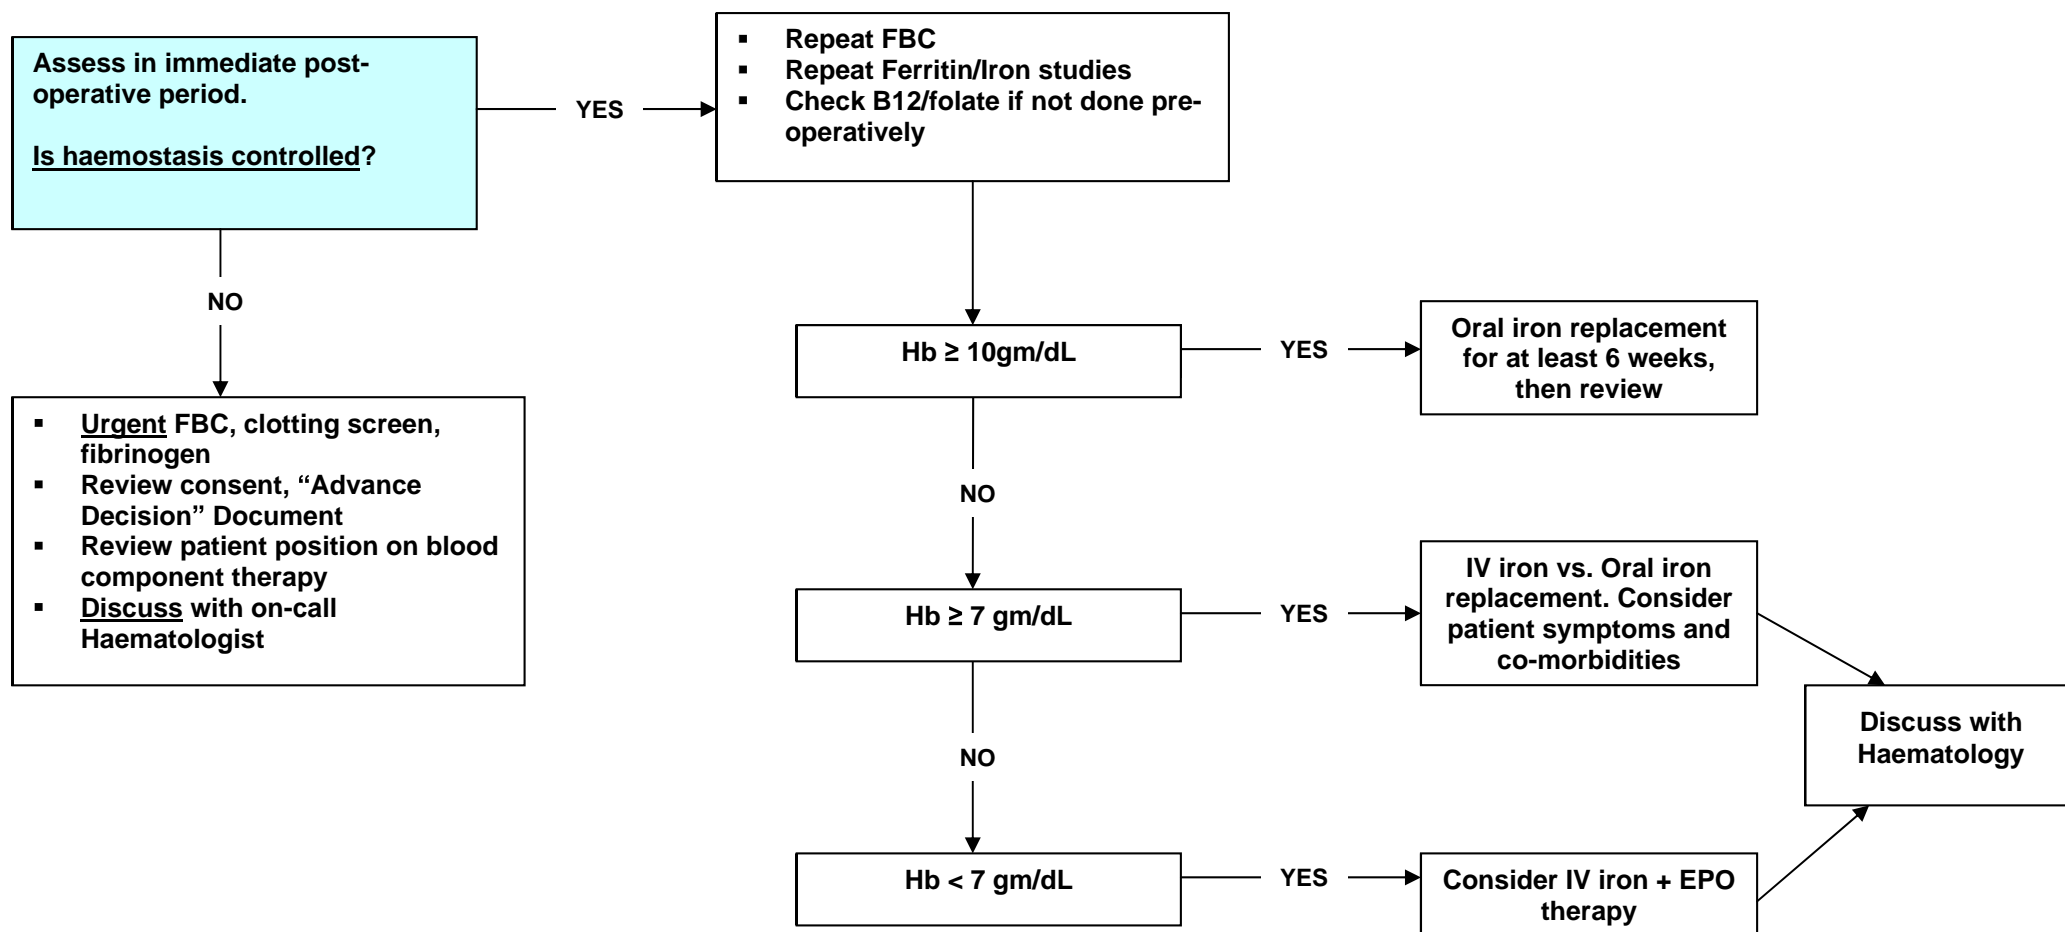 Assess in immediate post-
operative period.
Is haemostasis controlled?
YES
▪ Repeat FBC
▪ Repeat Ferritin/Iron studies
▪ Check B12/folate if not done pre-
operatively
NO
▪ Urgent FBC, clotting screen,
fibrinogen
▪ Review consent, “Advance
Decision” Document
▪ Review patient position on blood
component therapy
▪ Discuss with on-call
Haematologist
Hb ≥ 10gm/dL
YES
Oral iron replacement
for at least 6 weeks,
then review
NO
Hb ≥ 7 gm/dL
YES
IV iron vs. Oral iron
replacement. Consider
patient symptoms and
co-morbidities
NO
Hb < 7 gm/dL
YES
Consider IV iron + EPO
therapy
Discuss with
Haematology